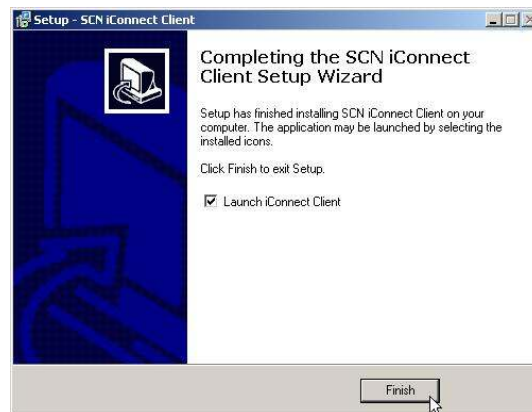 Setup - SCN iConnect Client
Completing the SCN iConnect
Client Setup Wizard
Setup has finished installing SCN iConnect Client on your
computer. The application may be launched by selecting the
installed icons.
Click Finish to exit Setup.
Launch iConnect Client
Finish